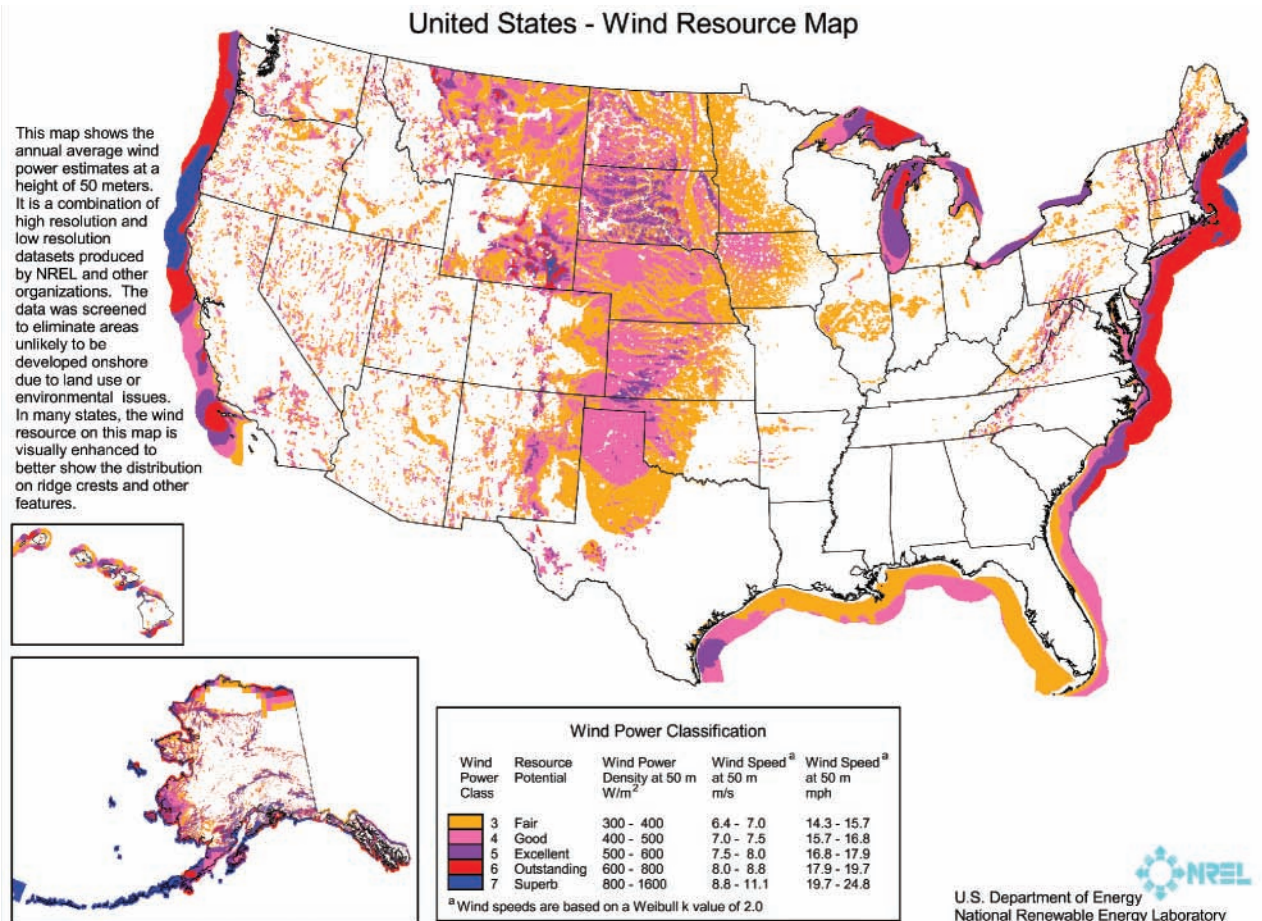 United States - Wind Resource Map
This map shows the
annual average wind
power estimates at a
height of 50 meters.
It is a combination of
high resolution and
low resolution
datasets produced
by NREL and other
organizations. The
data was screened
to eliminate areas
unlikely to be
developed onshore
due to land use or
environmental issues.
In many states, the wind
resource on this map is
visually enhanced to
better show the distribution
on ridge crests and other
features.
Wind Power Classification
Wind Resource Wind Power Wind Speed a Wind Speed a
Power Potential Density at 50 m at 50 m at 50 m
Class W/m2 m/s mph
3 Fair 300 - 400 6.4 - 7.0 14.3 - 15.7
4 Good 400 - 500 7.0 - 7.5 15.7 - 16.8
5 Excellent 500 - 600 7.5 - 8.0 16.8 - 17.9
6 Outstanding 600 - 800 8.0 - 8.8 17.9 - 19.7
7 Superb 800 - 1600 8.8 - 11.1 19.7 - 24.8
a Wind speeds are based on a Weibull k value of 2.0
NREL
U.S. Department of Energy
National Renewable Energy Laboratory